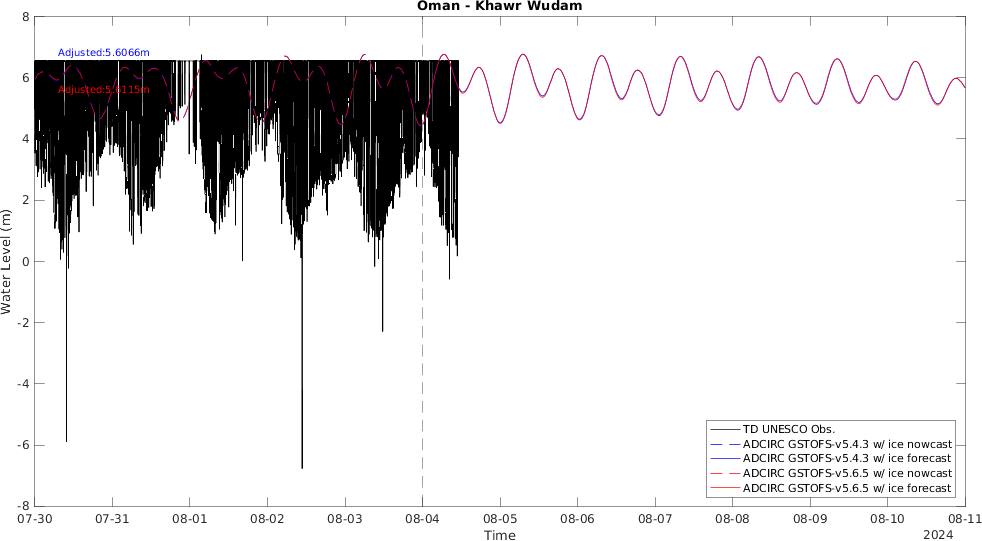 Oman - Khawr Wudam
8
Adjusted:5.6066m
6
Adjusted:5.6115m
4
2
0
-2
-4
-6
-8
Water Level (m)
TD UNESCO Obs.
ADCIRC GSTOFS-v5.4.3 w/ ice nowcast
ADCIRC GSTOFS-v5.4.3 w/ ice forecast
ADCIRC GSTOFS-v5.6.5 w/ ice nowcast
ADCIRC GSTOFS-v5.6.5 w/ ice forecast
07-30 07-31 08-01 08-02 08-03 08-04 08-05 08-06 08-07 08-08 08-09 08-10 08-11
Time
2024